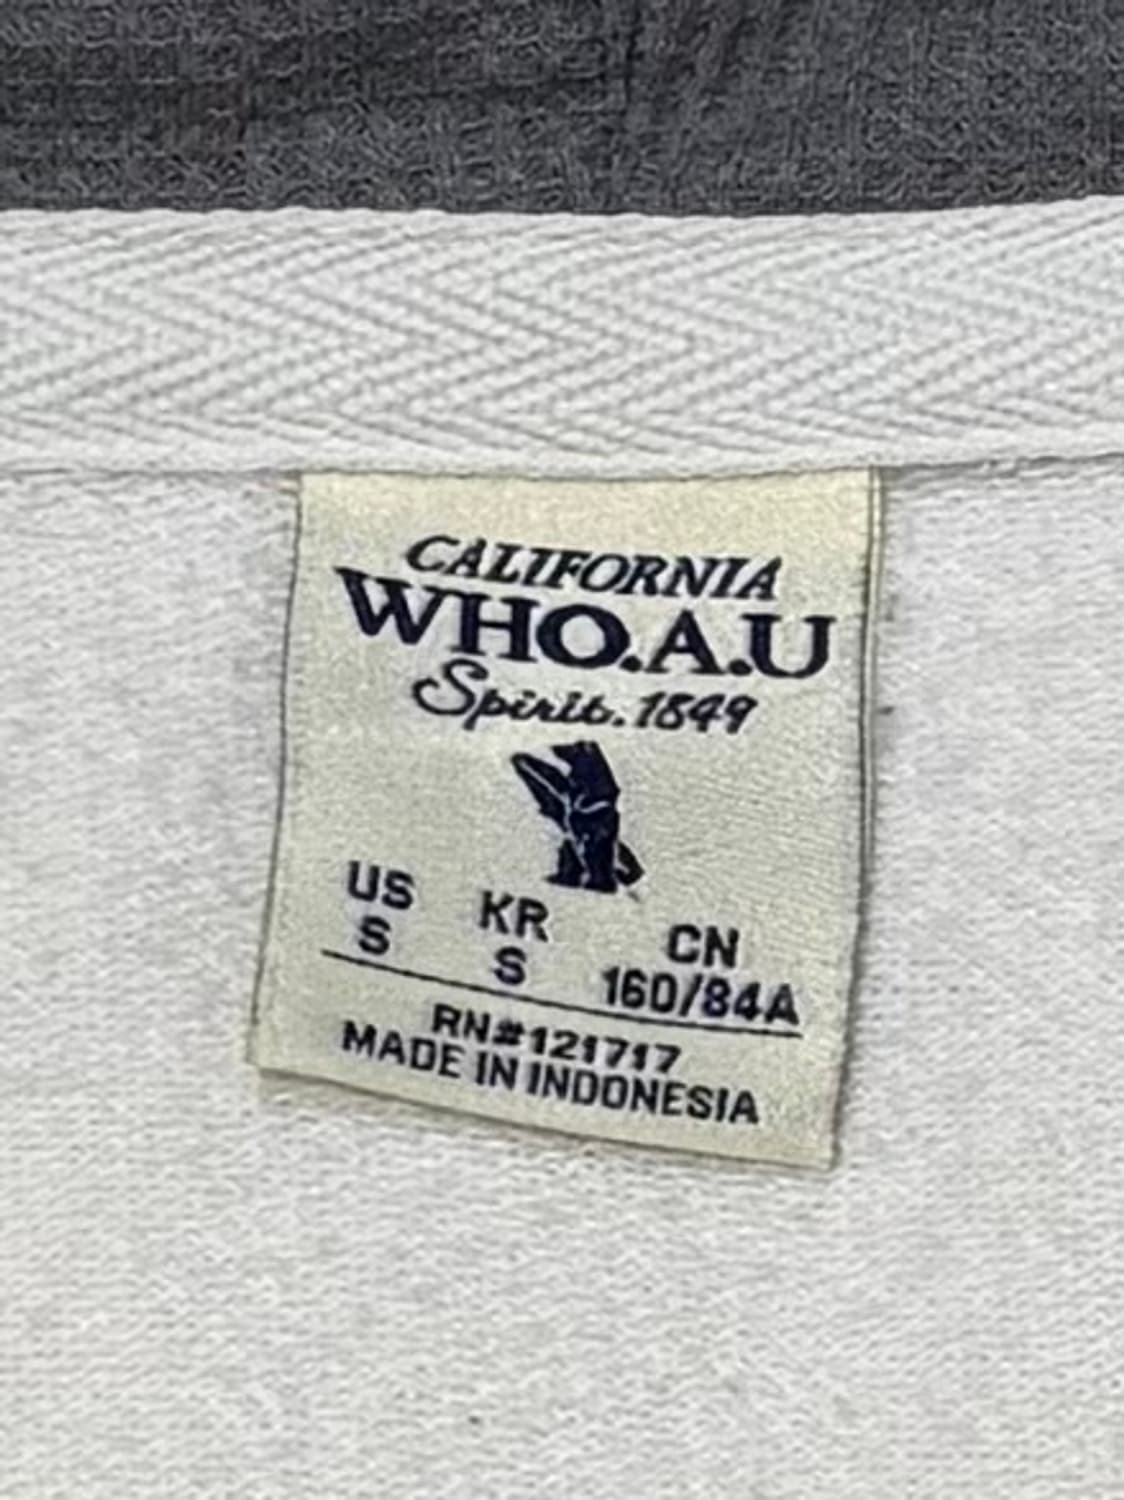 CALIFORNIA
WHO.A.U
Spirit.1849
US KR CN
S S 160/84A
RN#121717
MADE IN INDONESIA